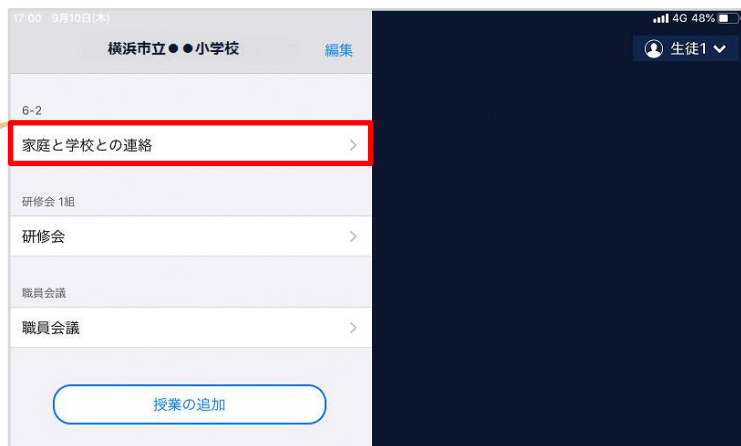 17:00 9月10日(木)
4G 48%
横浜市立●●小学校 編集
生徒1
6-2
家庭と学校との連絡
研修会 1組
研修会
職員会議
職員会議
授業の追加